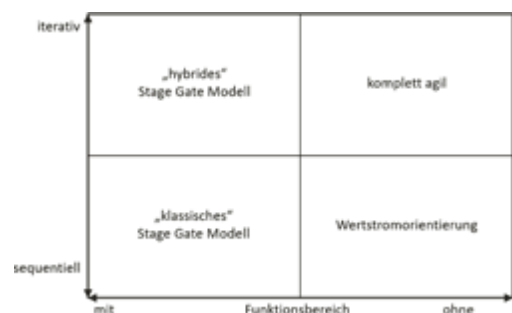 iterativ
„hybrides“
Stage Gate Modell
komplett agil
„klassisches“
Stage Gate Modell
Wertstromorientierung
sequentiell
mit Funktionsbereich ohne